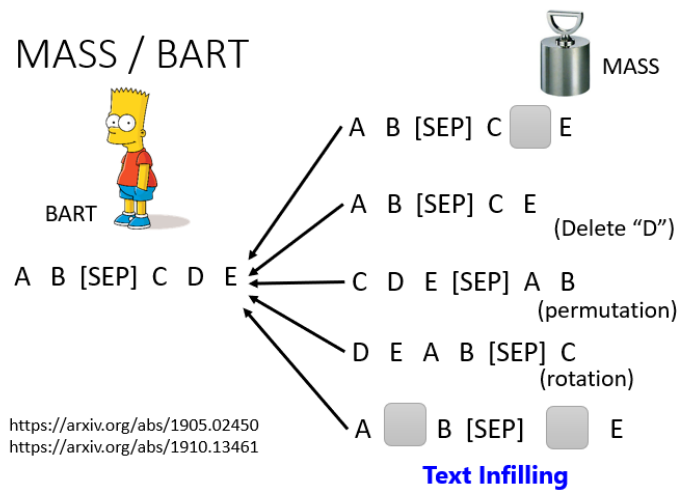 MASS / BART
MASS
A B [SEP] C E
BART
A B [SEP] C E
(Delete “D”)
A B [SEP] C D E
C D E [SEP] A B
(permutation)
D E A B [SEP] C
(rotation)
A B [SEP] E
https://arxiv.org/abs/1905.02450
https://arxiv.org/abs/1910.13461
Text Infilling